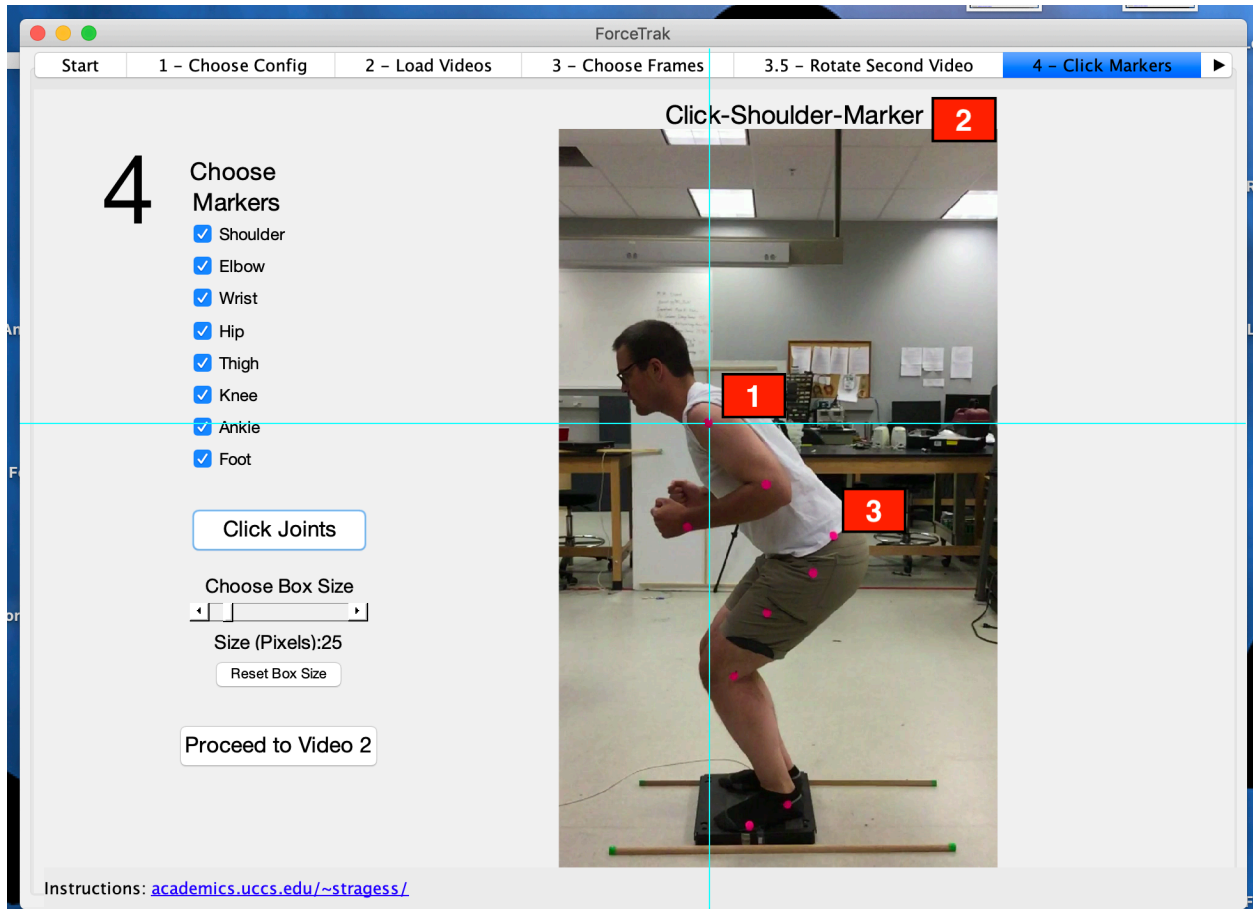 ForceTrak
Start
1 – Choose Config
2 – Load Videos
3 – Choose Frames
3.5 – Rotate Second Video
4 – Click Markers
Click-Shoulder-Marker
2
4
Choose
Markers
Shoulder
Elbow
Wrist
Hip
Thigh
Knee
Ankle
Foot
1
3
Click Joints
Choose Box Size
Size (Pixels):25
Reset Box Size
Proceed to Video 2
Instructions: academics.uccs.edu/~stragess/